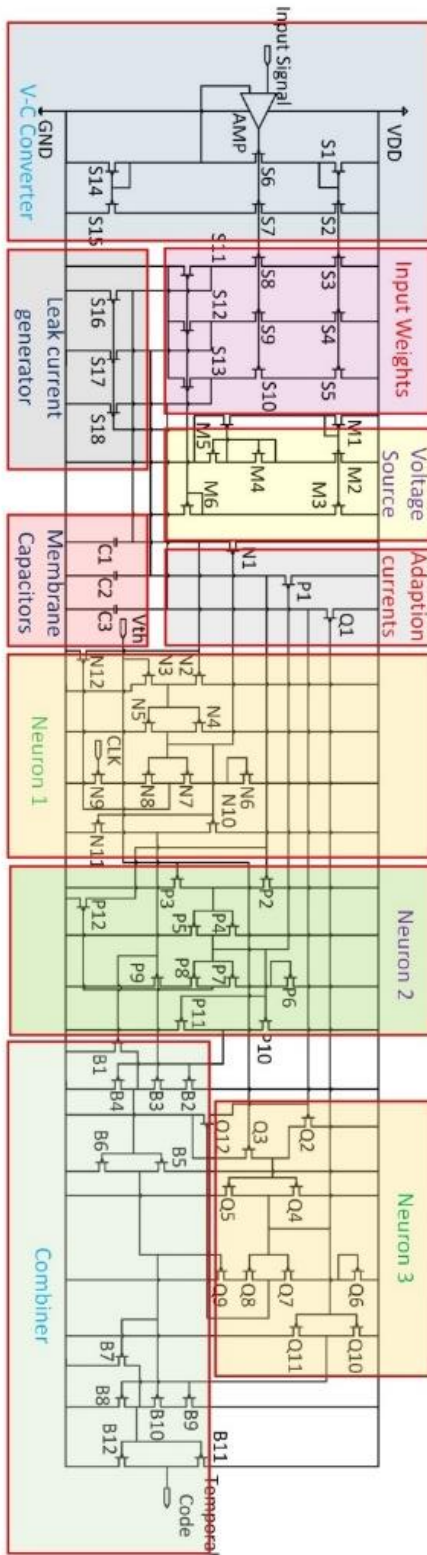 Input Signal
AMP
VDD
GND
V-C Converter
S1
S2
S6
S7
S14
S15
Input Weights
S3
S4
S5
S8
S9
S10
S11
S12
S13
Leak current
generator
S16
S17
S18
Voltage
Source
M1
M2
M3
M4
M5
M6
Adaption
currents
N1
P1
Q1
Membrane
Capacitors
C1
C2
C3
Vth
Neuron 1
N2
N3
N4
N5
N6
N7
N8
N9
N10
N11
N12
CLK
Neuron 2
P2
P3
P4
P5
P6
P7
P8
P9
P10
P11
P12
Neuron 3
Q2
Q3
Q4
Q5
Q6
Q7
Q8
Q9
Q10
Q11
Q12
Combiner
B1
B2
B3
B4
B5
B6
B7
B8
B9
B10
B11
B12
Temporal
Code